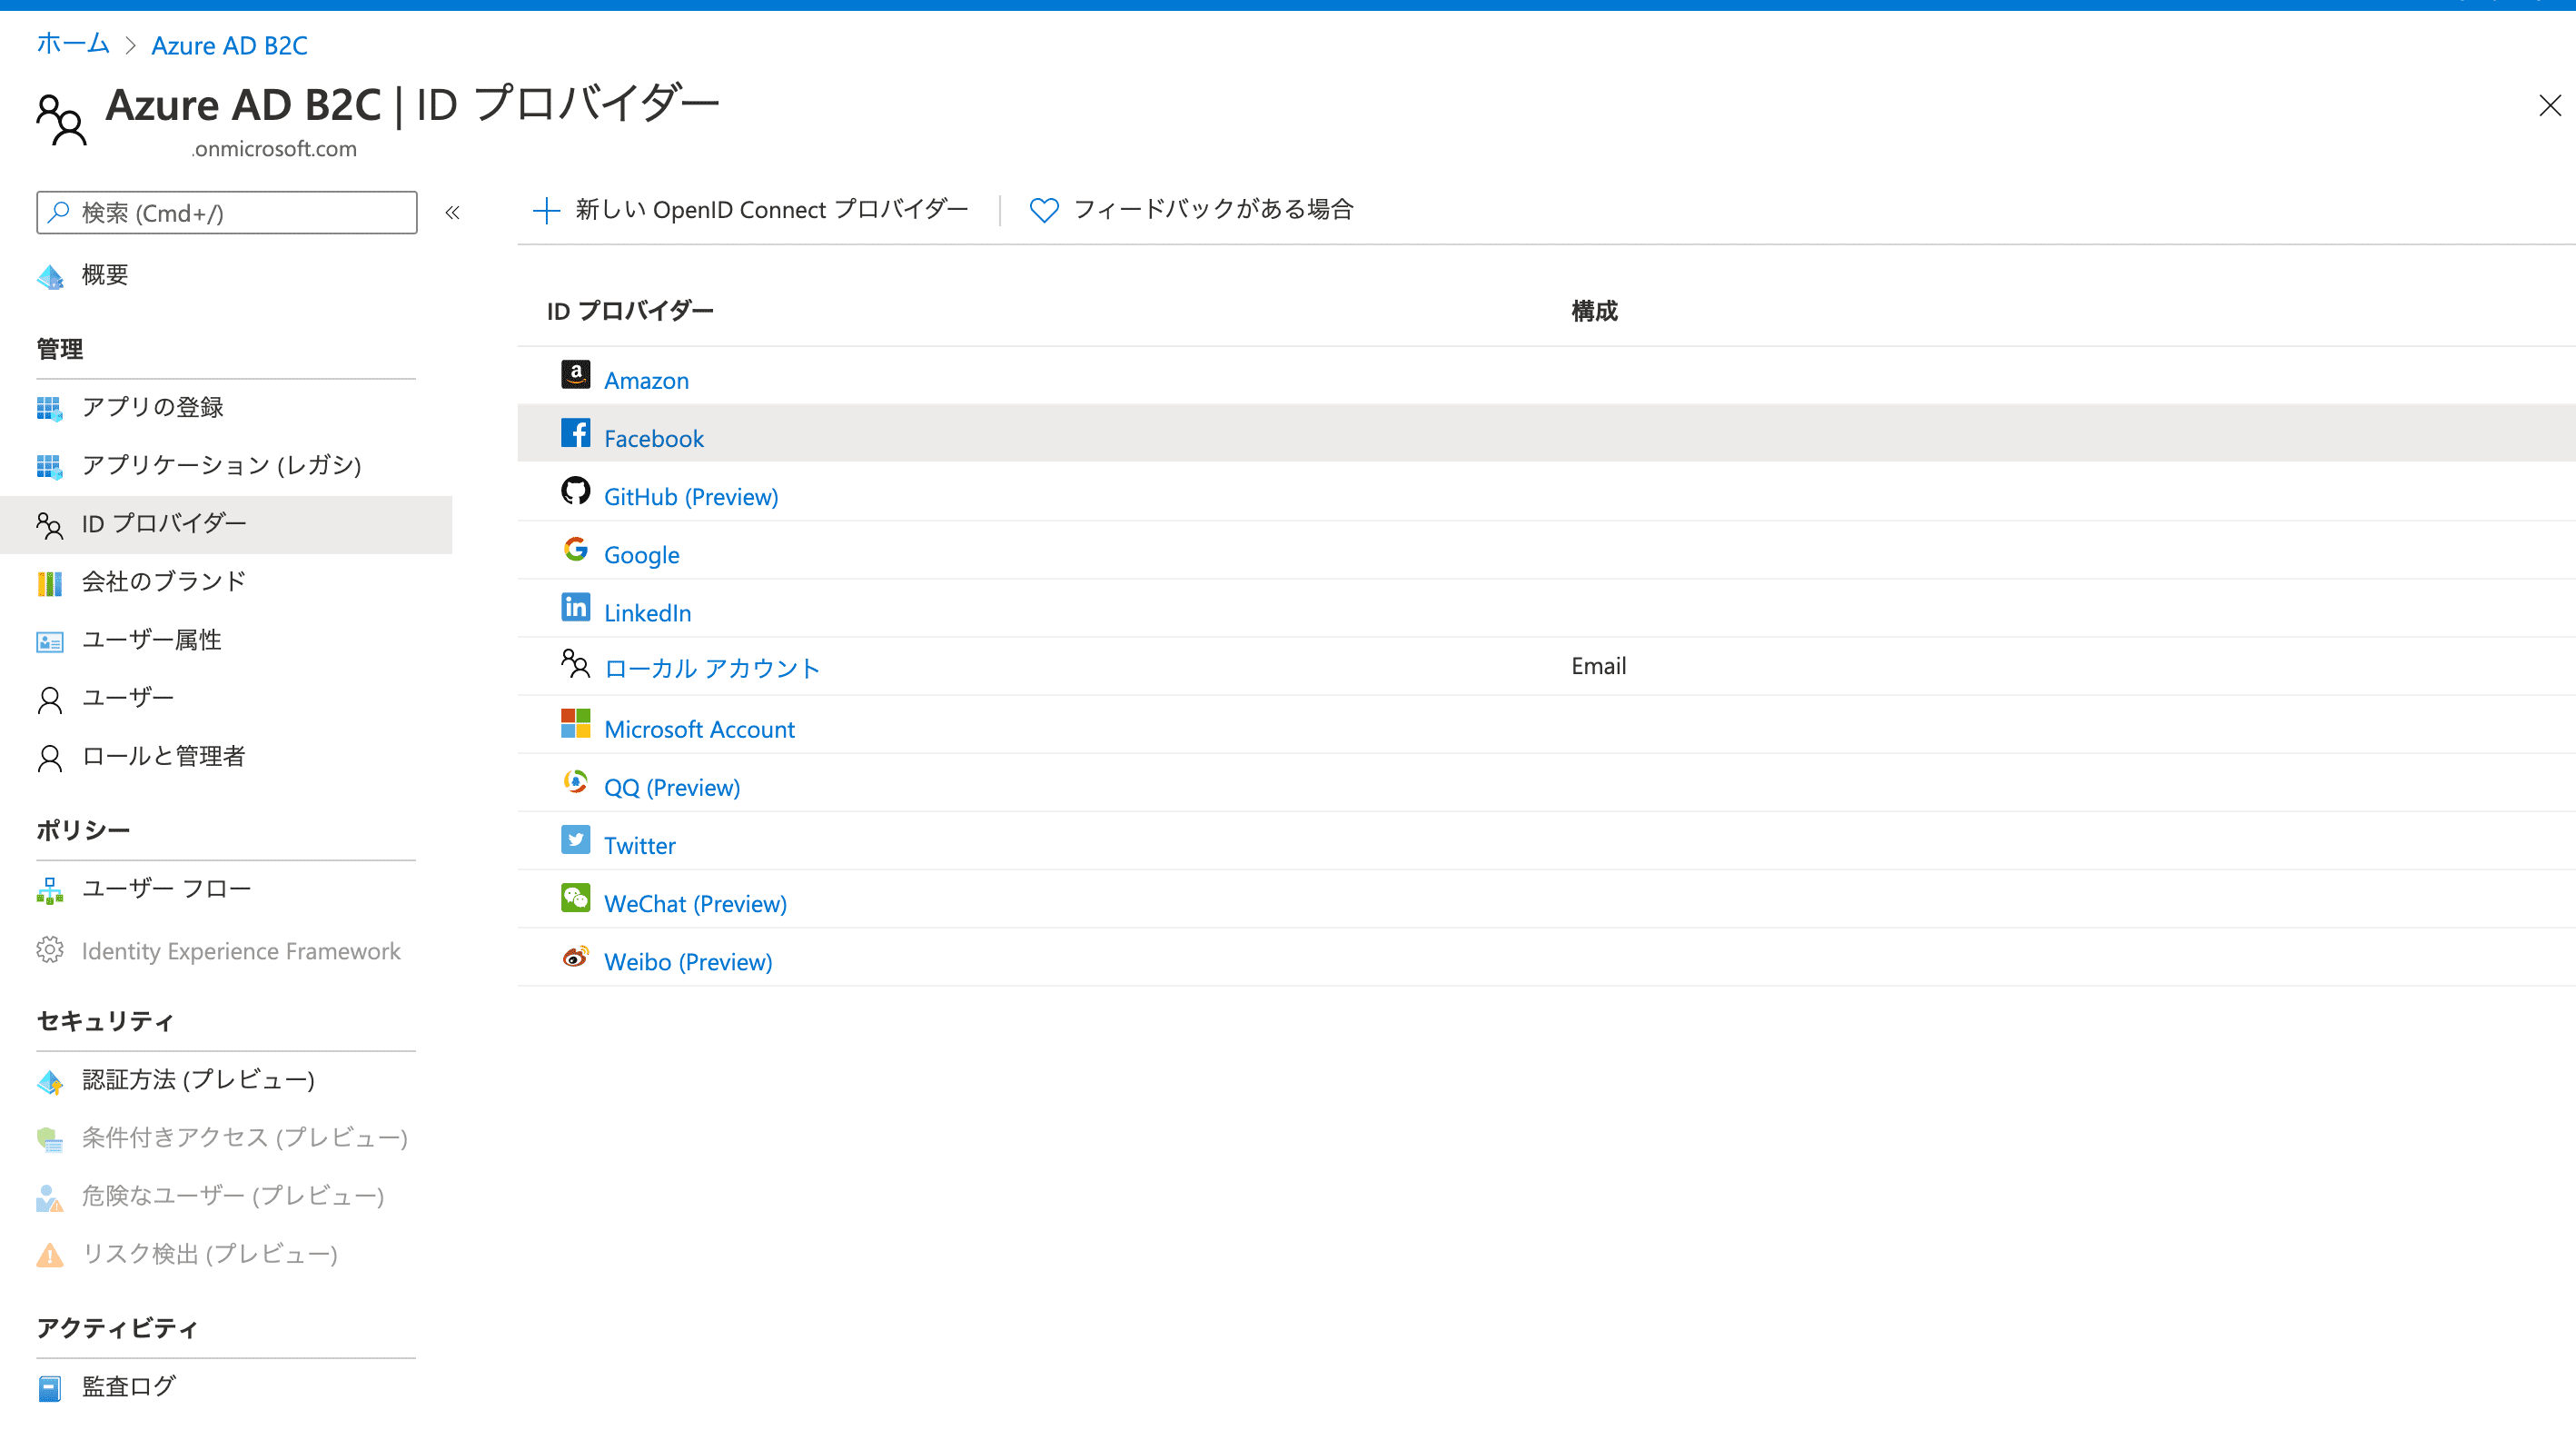 ホーム > Azure AD B2C
Azure AD B2C | ID プロバイダー
.onmicrosoft.com
検索 (Cmd+/)
概要
管理
アプリの登録
アプリケーション (レガシ)
ID プロバイダー
会社のブランド
ユーザー属性
ユーザー
ロールと管理者
ポリシー
ユーザー フロー
Identity Experience Framework
セキュリティ
認証方法 (プレビュー)
条件付きアクセス (プレビュー)
危険なユーザー (プレビュー)
リスク検出 (プレビュー)
アクティビティ
監査ログ
新しい OpenID Connect プロバイダー
フィードバックがある場合
ID プロバイダー 構成
Amazon
Facebook
GitHub (Preview)
Google
LinkedIn
ローカル アカウント Email
Microsoft Account
QQ (Preview)
Twitter
WeChat (Preview)
Weibo (Preview)